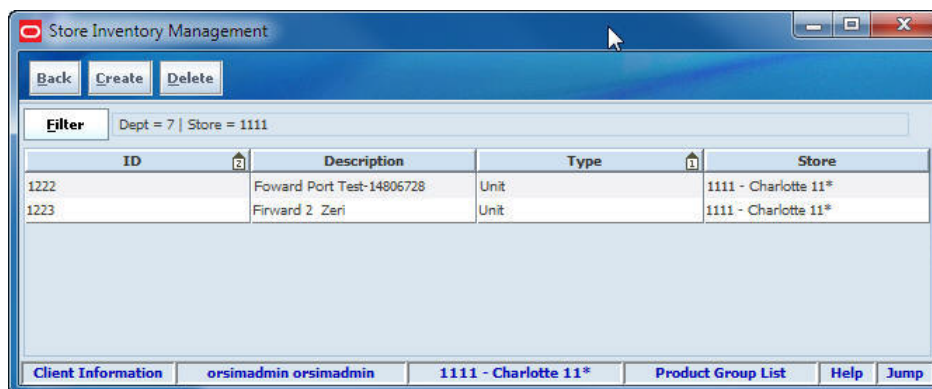 Store Inventory Management
Back Create Delete
Filter Dept = 7 | Store = 1111
ID 2 Description Type 1 Store
1222 Foward Port Test-14806728 Unit 1111 - Charlotte 11*
1223 Firward 2 Zeri Unit 1111 - Charlotte 11*
Client Information orsimadmin orsimadmin 1111 - Charlotte 11* Product Group List Help Jump